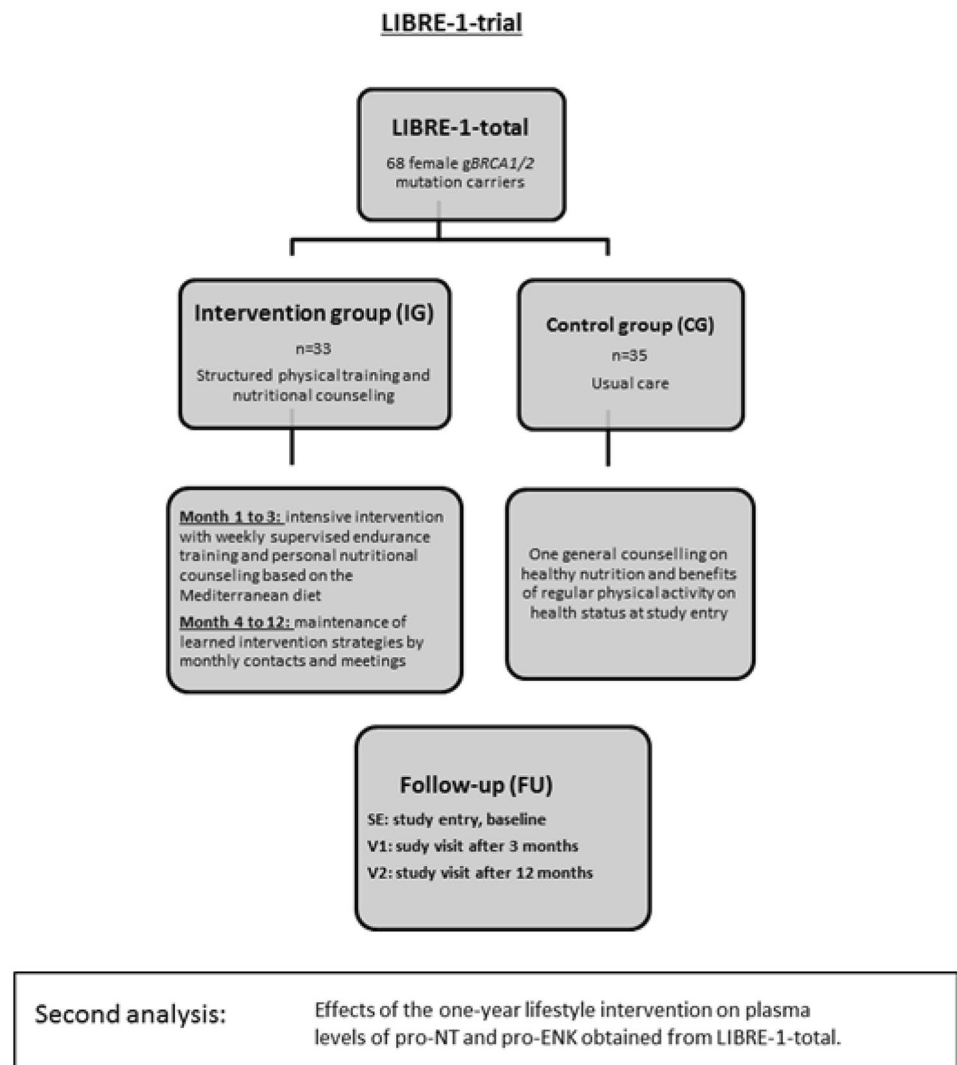 LIBRE-1-trial
LIBRE-1-total
68 female gBRCA1/2
mutation carriers
Intervention group (IG)
n=33
Structured physical training and
nutritional counseling
Control group (CG)
n=35
Usual care
Month 1 to 3: intensive intervention
with weekly supervised endurance
training and personal nutritional
counseling based on the
Mediterranean diet
Month 4 to 12: maintenance of
learned intervention strategies by
monthly contacts and meetings
One general counselling on
healthy nutrition and benefits
of regular physical activity on
health status at study entry
Follow-up (FU)
SE: study entry, baseline
V1: sudy visit after 3 months
V2: study visit after 12 months
Second analysis:
Effects of the one-year lifestyle intervention on plasma
levels of pro-NT and pro-ENK obtained from LIBRE-1-total.